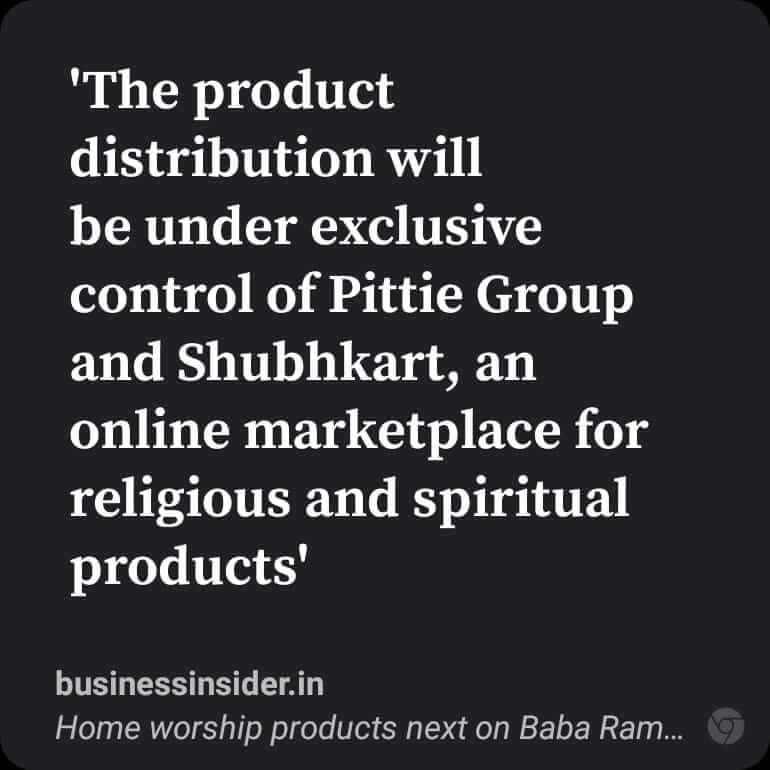 'The product
distribution will
be under exclusive
control of Pittie Group
and Shubhkart, an
online marketplace for
religious and spiritual
products'
businessinsider.in
Home worship products next on Baba Ram...